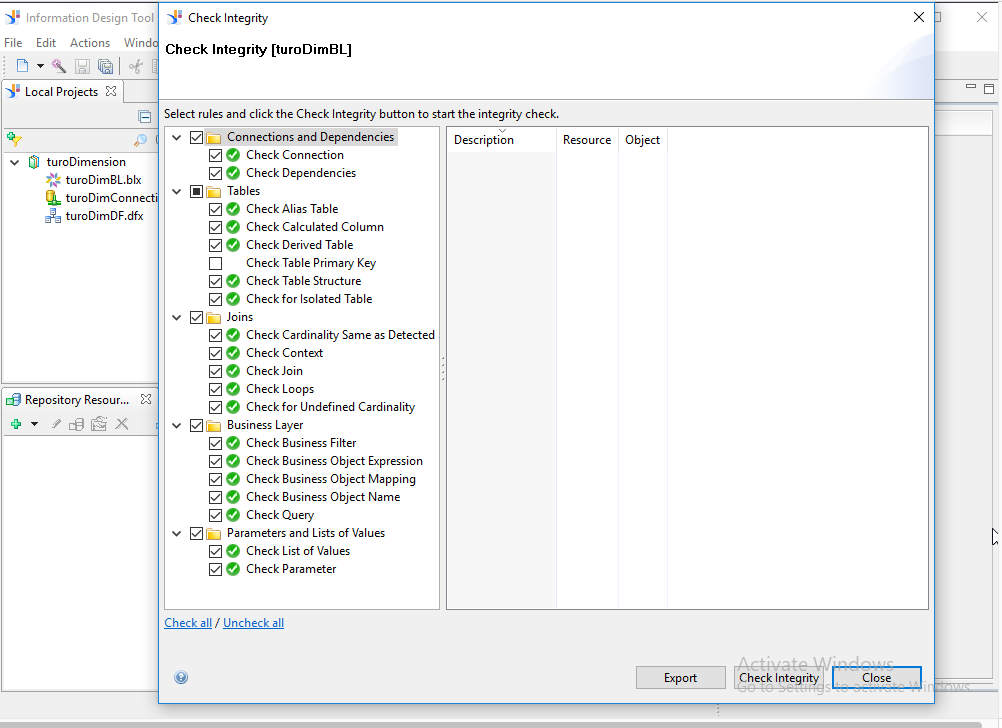 Information Design Tool
Check Integrity
File Edit Actions Windo
Check Integrity [turoDimBL]
Local Projects
Select rules and click the Check Integrity button to start the integrity check.
turoDimension
turoDimBL.blx
turoDimConnecti
turoDimDF.dfx
Repository Resour...
Connections and Dependencies
Check Connection
Check Dependencies
Tables
Check Alias Table
Check Calculated Column
Check Derived Table
Check Table Primary Key
Check Table Structure
Check for Isolated Table
Joins
Check Cardinality Same as Detected
Check Context
Check Join
Check Loops
Check for Undefined Cardinality
Business Layer
Check Business Filter
Check Business Object Expression
Check Business Object Mapping
Check Business Object Name
Check Query
Parameters and Lists of Values
Check List of Values
Check Parameter
Description Resource Object
Check all / Uncheck all
Activate Windows
Export Check Integrity Close
Go to Settings to activate Windows.